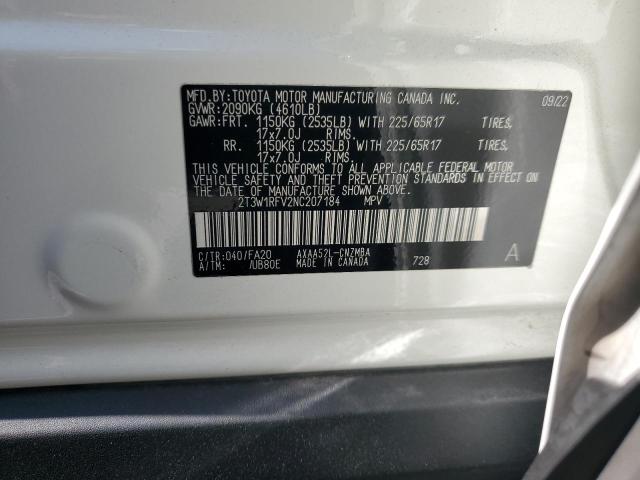 MFD.BY:TOYOTA MOTOR MANUFACTURING CANADA INC. 09/22
GVWR:2090KG (4610LB)
GAWR:FRT. 1150KG (2535LB) WITH 225/65R17 TIRES,
17x7.0J RIMS.
RR. 1150KG (2535LB) WITH 225/65R17 TIRES,
17x7.0J RIMS.
THIS VEHICLE CONFORMS TO ALL APPLICABLE FEDERAL MOTOR
VEHICLE SAFETY AND THEFT PREVENTION STANDARDS IN EFFECT ON
THE DATE OF MANUFACTURE SHOWN ABOVE.
2T3W1RFV2NC207184 MPV
C/TR:040/FA20 AXAA52L-CNZMBA 728
A/TM: /UB80E MADE IN CANADA A